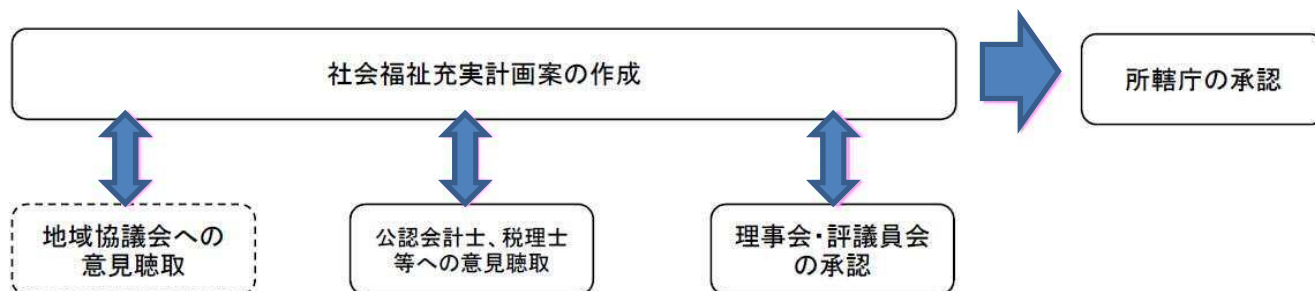 社会福祉充実計画案の作成
所轄庁の承認
地域協議会への
意見聴取
公認会計士、税理士
等への意見聴取
理事会・評議員会
の承認